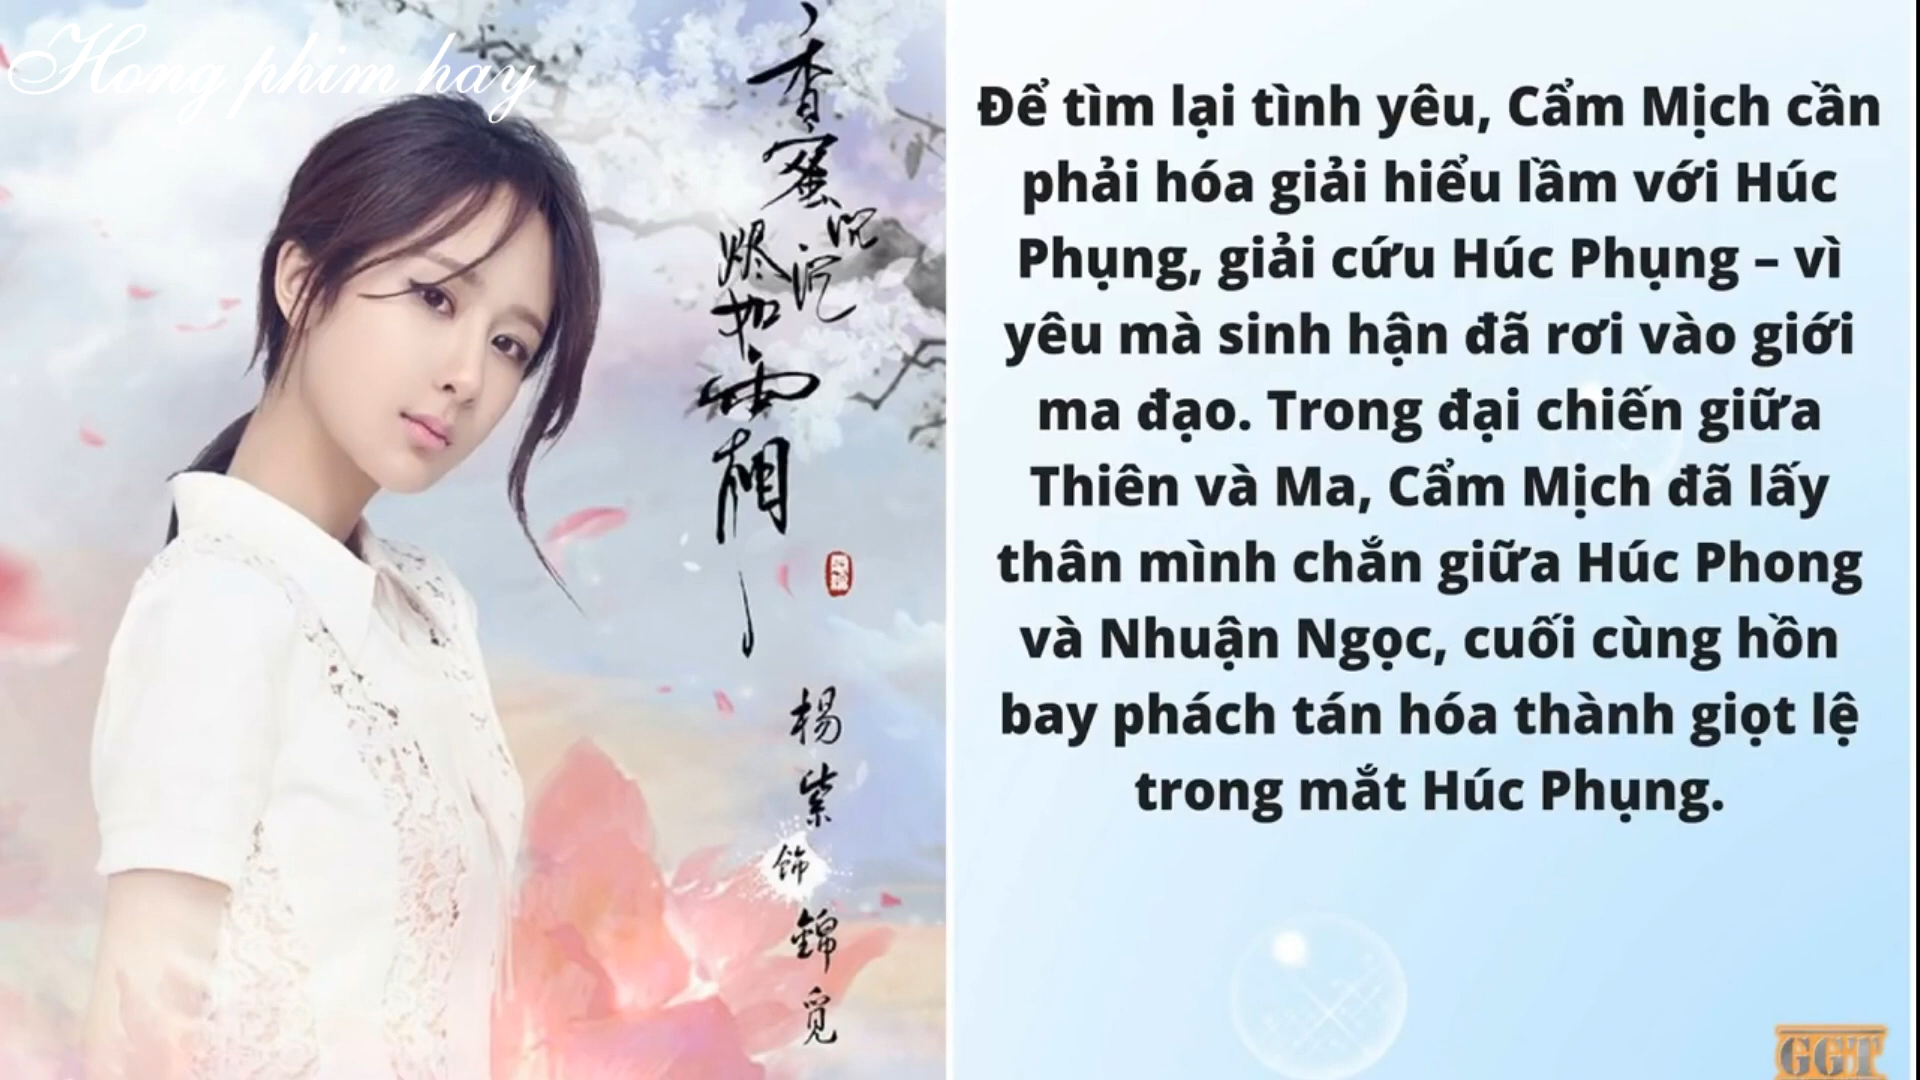 Hong phim hay
香
蜜
沉
沉
烬
如
霜
杨
紫
饰
錦
觅
Để tìm lại tình yêu, Cẩm Mịch cần
phải hóa giải hiểu lầm với Húc
Phụng, giải cứu Húc Phụng – vì
yêu mà sinh hận đã rơi vào giới
ma đạo. Trong đại chiến giữa
Thiên và Ma, Cẩm Mịch đã lấy
thân mình chắn giữa Húc Phong
và Nhuận Ngọc, cuối cùng hồn
bay phách tán hóa thành giọt lệ
trong mắt Húc Phụng.
GGT